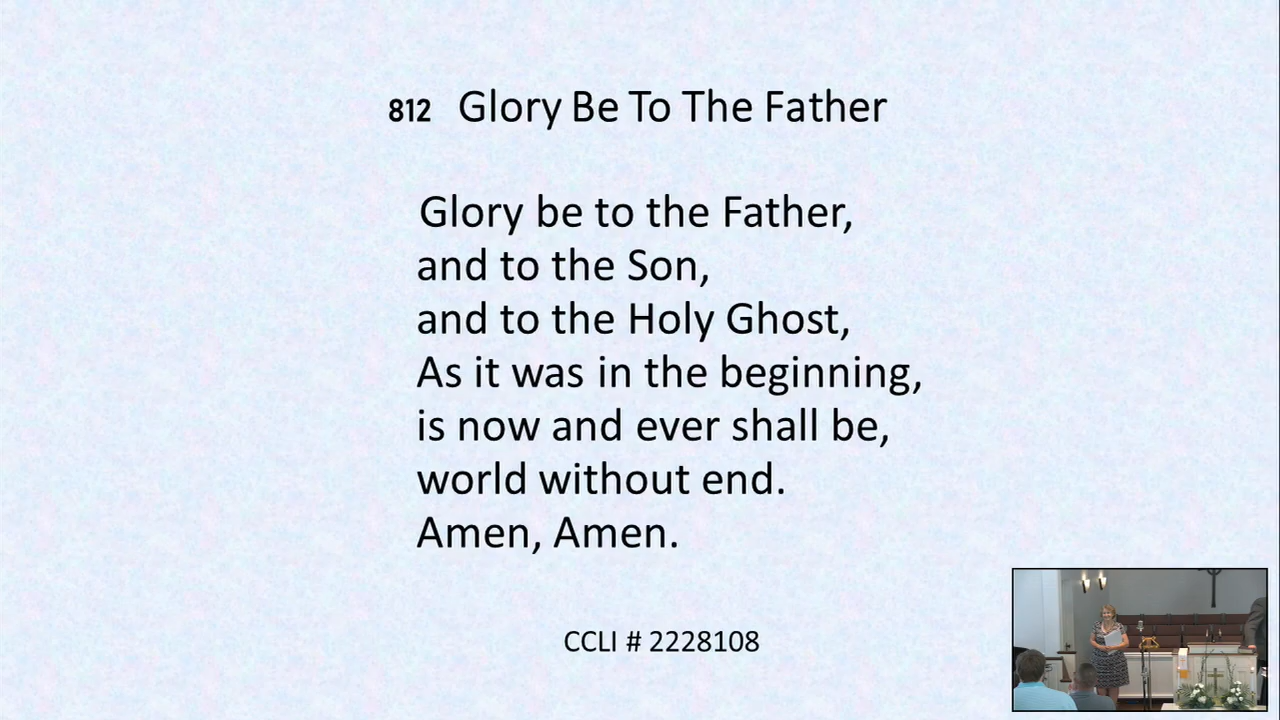 812 Glory Be To The Father
Glory be to the Father,
and to the Son,
and to the Holy Ghost,
As it was in the beginning,
is now and ever shall be,
world without end.
Amen, Amen.
CCLI # 2228108